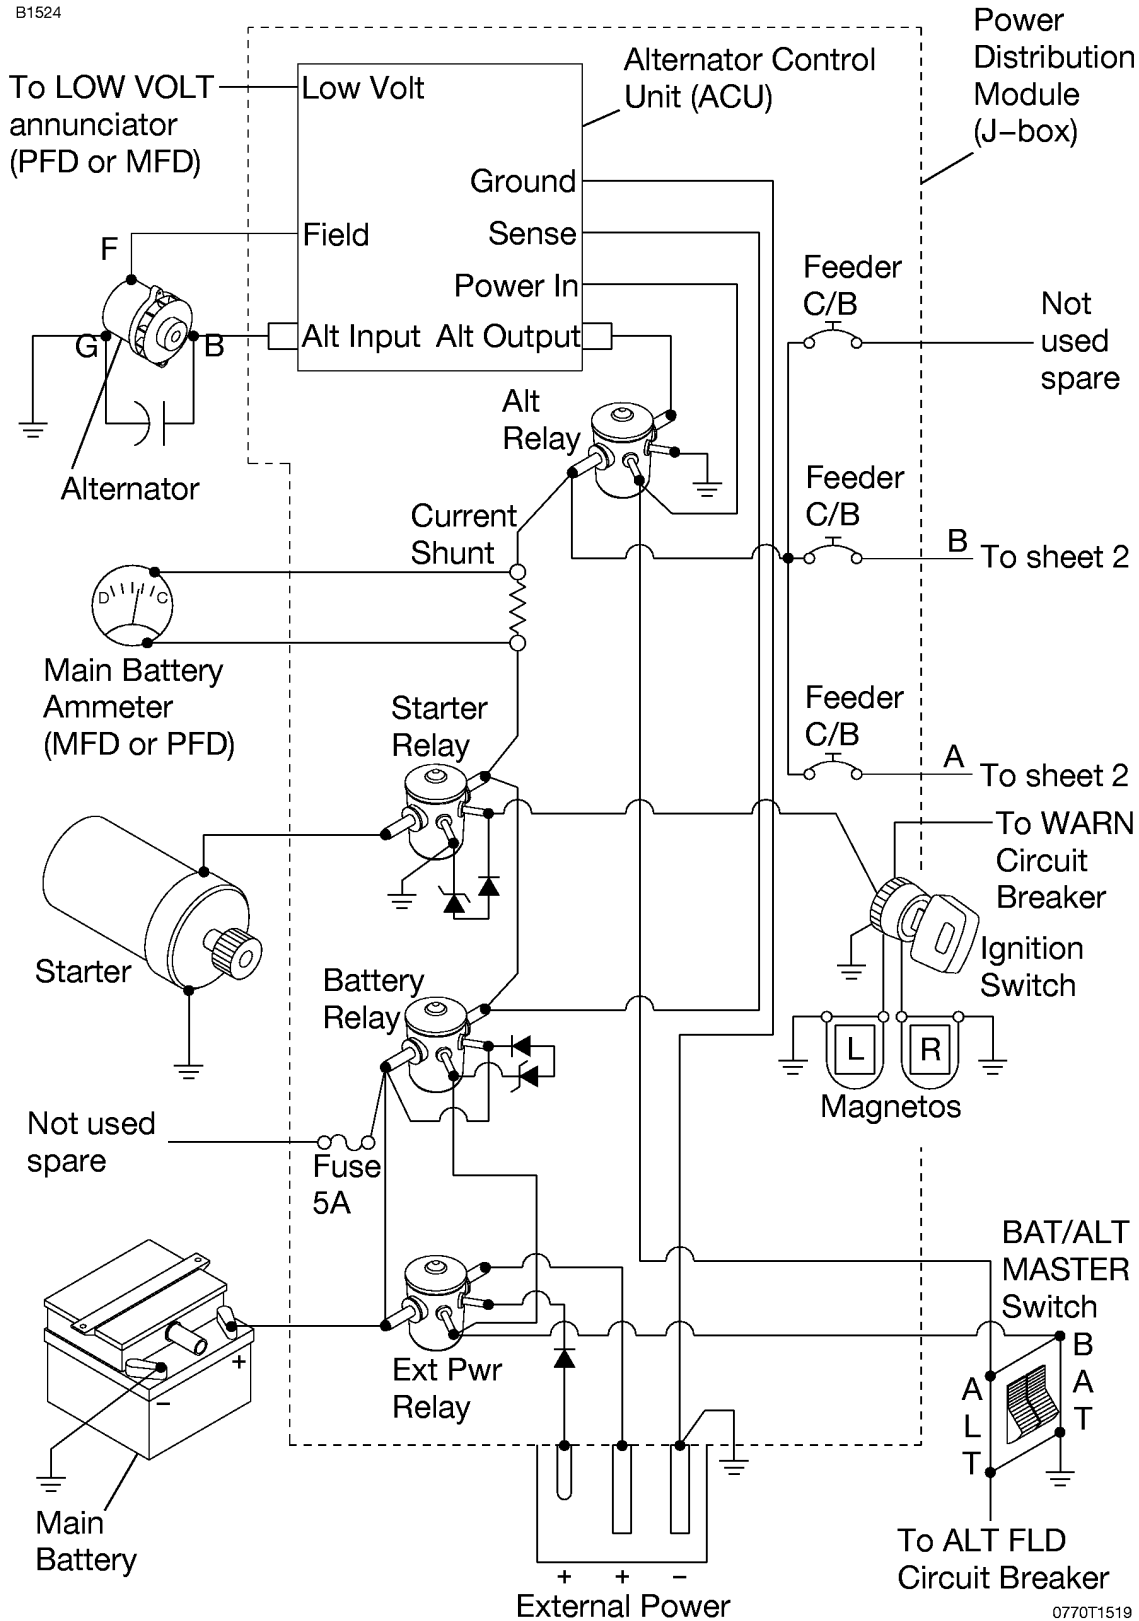 B1524
Power
Distribution
Module
(J-box)
Alternator Control
Unit (ACU)
To LOW VOLT
annunciator
(PFD or MFD)
Low Volt
Ground
Field
Sense
Power In
Alt Input
Alt Output
F
G
B
Alternator
Feeder
C/B
Not
used
spare
Alt
Relay
Feeder
C/B
B
To sheet 2
Current
Shunt
D
C
Main Battery
Ammeter
(MFD or PFD)
Feeder
C/B
A
To sheet 2
Starter
Relay
To WARN
Circuit
Breaker
Ignition
Switch
Starter
Battery
Relay
L
R
Magnetos
Not used
spare
Fuse
5A
BAT/ALT
MASTER
Switch
Ext Pwr
Relay
+
-
B
A
T
A
L
T
Main
Battery
To ALT FLD
Circuit Breaker
+
+
-
External Power
0770T1519